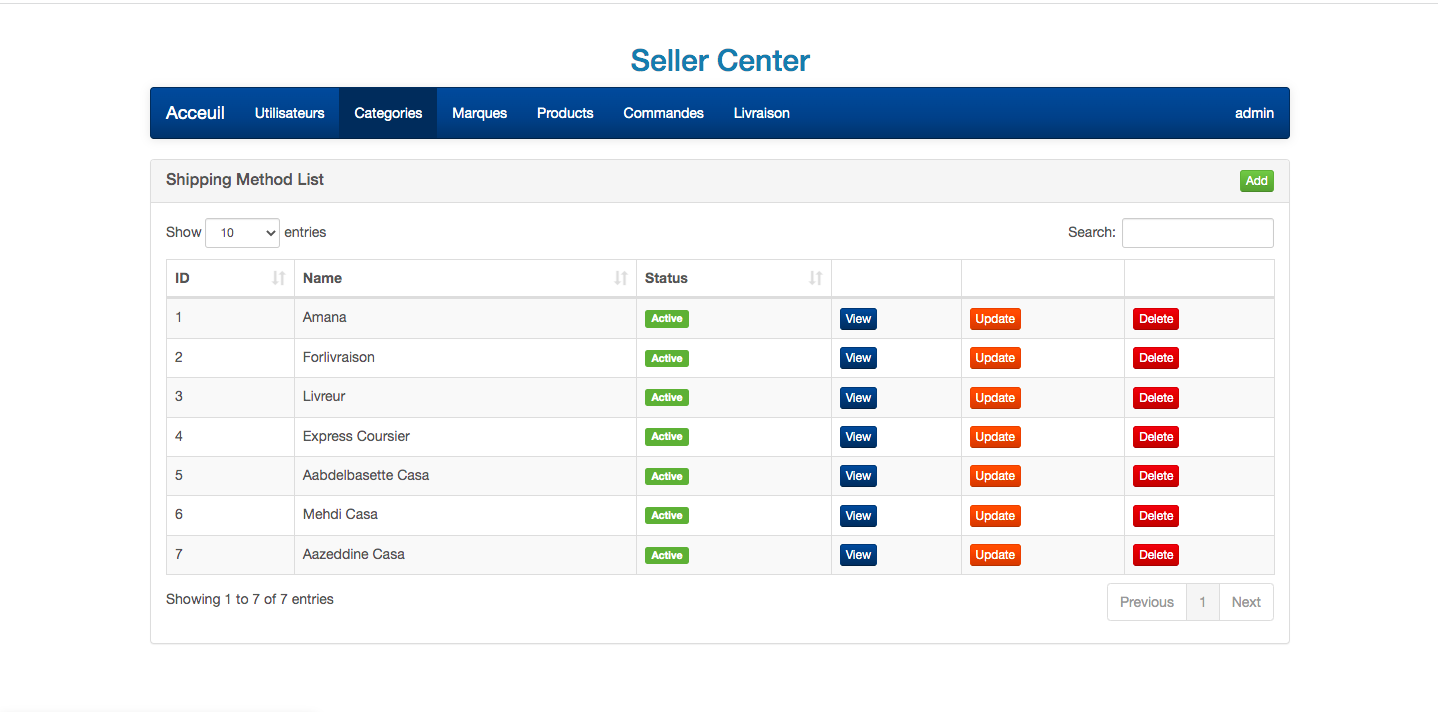 Seller Center
Acceuil Utilisateurs Categories Marques Products Commandes Livraison admin
Shipping Method List Add
Show 10 entries Search:
ID Name Status
1 Amana Active View Update Delete
2 Forlivraison Active View Update Delete
3 Livreur Active View Update Delete
4 Express Coursier Active View Update Delete
5 Aabdelbasette Casa Active View Update Delete
6 Mehdi Casa Active View Update Delete
7 Aazeddine Casa Active View Update Delete
Showing 1 to 7 of 7 entries Previous 1 Next